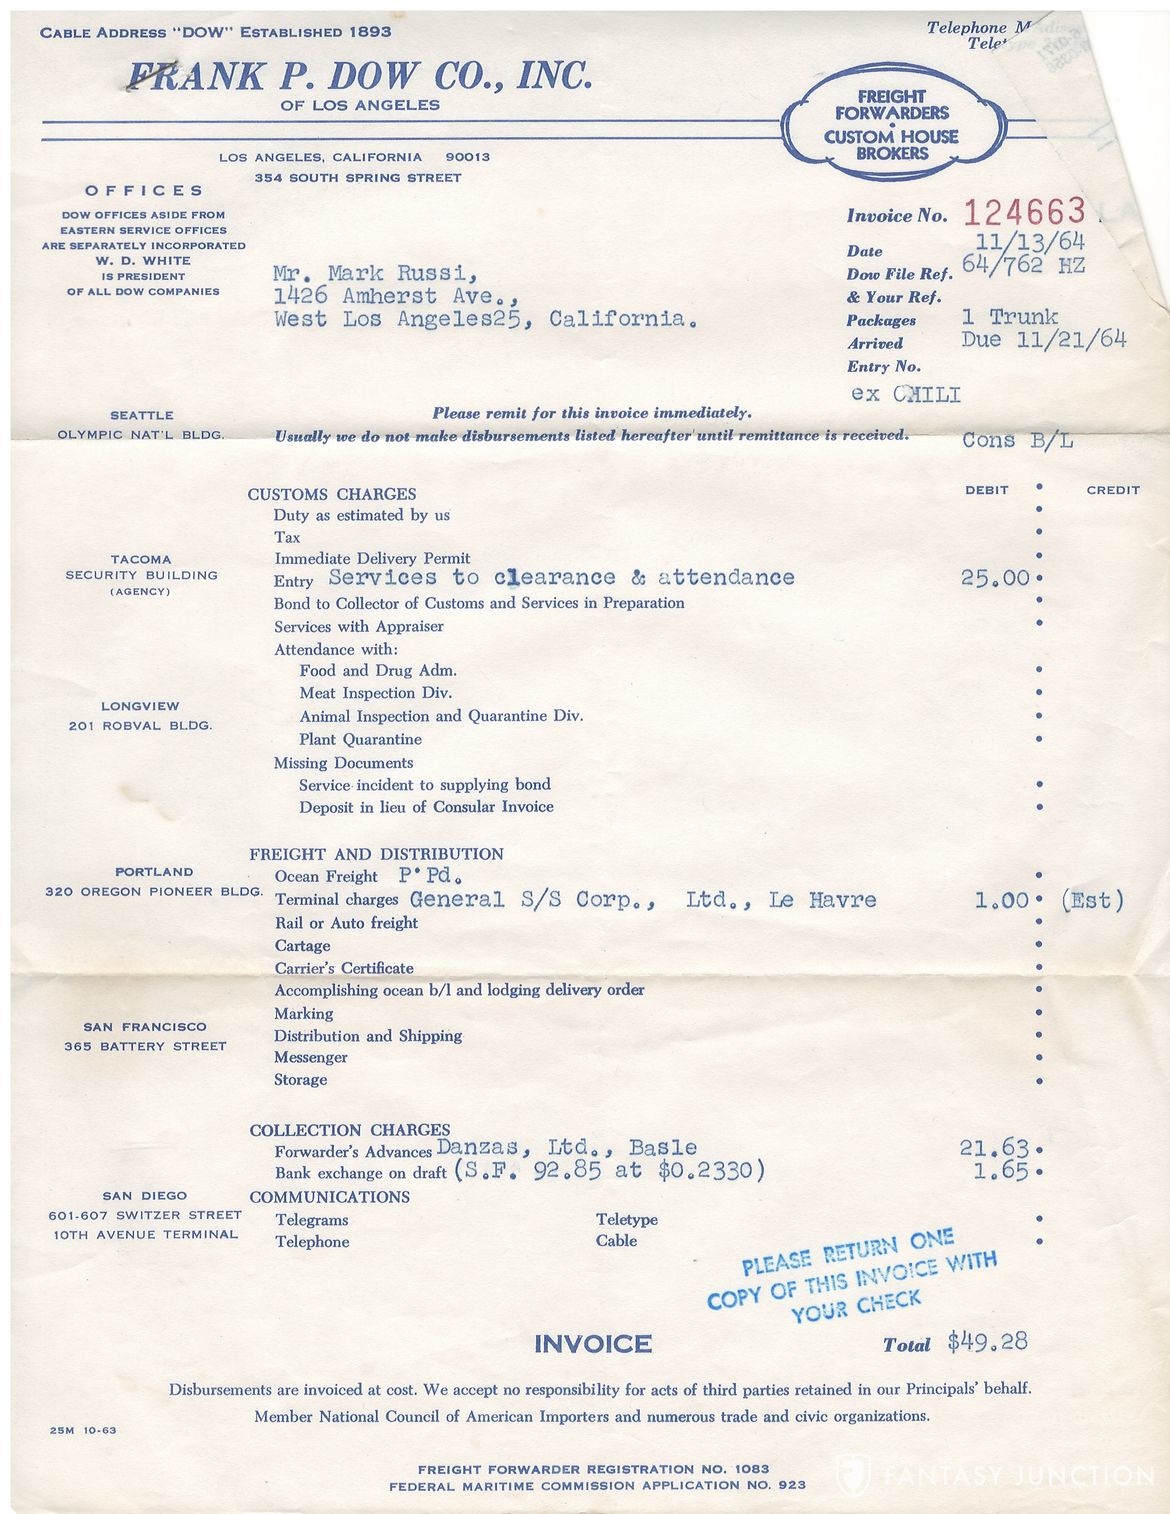 CABLE ADDRESS "DOW" ESTABLISHED 1893
Telephone
FRANK P. DOW CO., INC.
OF LOS ANGELES
FREIGHT
FORWARDERS
•
CUSTOM HOUSE
BROKERS
LOS ANGELES, CALIFORNIA 90013
354 SOUTH SPRING STREET
OFFICES
DOW OFFICES ASIDE FROM
EASTERN SERVICE OFFICES
ARE SEPARATELY INCORPORATED
W. D. WHITE
IS PRESIDENT
OF ALL DOW COMPANIES
Invoice No. 124663
Date 11/13/64
Dow File Ref. 64/762 HZ
& Your Ref.
Packages 1 Trunk
Arrived Due 11/21/64
Entry No.
ex CHILI
Mr. Mark Russi,
1426 Amherst Ave.,
West Los Angeles25, California.
SEATTLE
OLYMPIC NAT'L BLDG.
Please remit for this invoice immediately.
Usually we do not make disbursements listed hereafter until remittance is received.
Cons B/L
CUSTOMS CHARGES DEBIT • CREDIT
Duty as estimated by us •
Tax •
Immediate Delivery Permit •
TACOMA
SECURITY BUILDING
(AGENCY)
Entry Services to clearance & attendance 25.00 •
Bond to Collector of Customs and Services in Preparation •
Services with Appraiser •
Attendance with:
Food and Drug Adm. •
Meat Inspection Div. •
LONGVIEW
201 ROBVAL BLDG.
Animal Inspection and Quarantine Div. •
Plant Quarantine •
Missing Documents
Service incident to supplying bond •
Deposit in lieu of Consular Invoice •
FREIGHT AND DISTRIBUTION
PORTLAND
320 OREGON PIONEER BLDG.
Ocean Freight P'Pd. •
Terminal charges General S/S Corp., Ltd., Le Havre 1.00 • (Est)
Rail or Auto freight •
Cartage •
Carrier's Certificate •
Accomplishing ocean b/l and lodging delivery order •
Marking •
SAN FRANCISCO
365 BATTERY STREET
Distribution and Shipping •
Messenger •
Storage •
COLLECTION CHARGES
Forwarder's Advances Danzas, Ltd., Basle 21.63 •
Bank exchange on draft (S.F. 92.85 at $0.2330) 1.65 •
SAN DIEGO
601-607 SWITZER STREET
10TH AVENUE TERMINAL
COMMUNICATIONS
Telegrams Teletype •
Telephone Cable •
PLEASE RETURN ONE
COPY OF THIS INVOICE WITH
YOUR CHECK
INVOICE Total $49.28
Disbursements are invoiced at cost. We accept no responsibility for acts of third parties retained in our Principals' behalf.
Member National Council of American Importers and numerous trade and civic organizations.
25M 10-63
FREIGHT FORWARDER REGISTRATION NO. 1083
FEDERAL MARITIME COMMISSION APPLICATION NO. 923
FANTASY JUNCTION